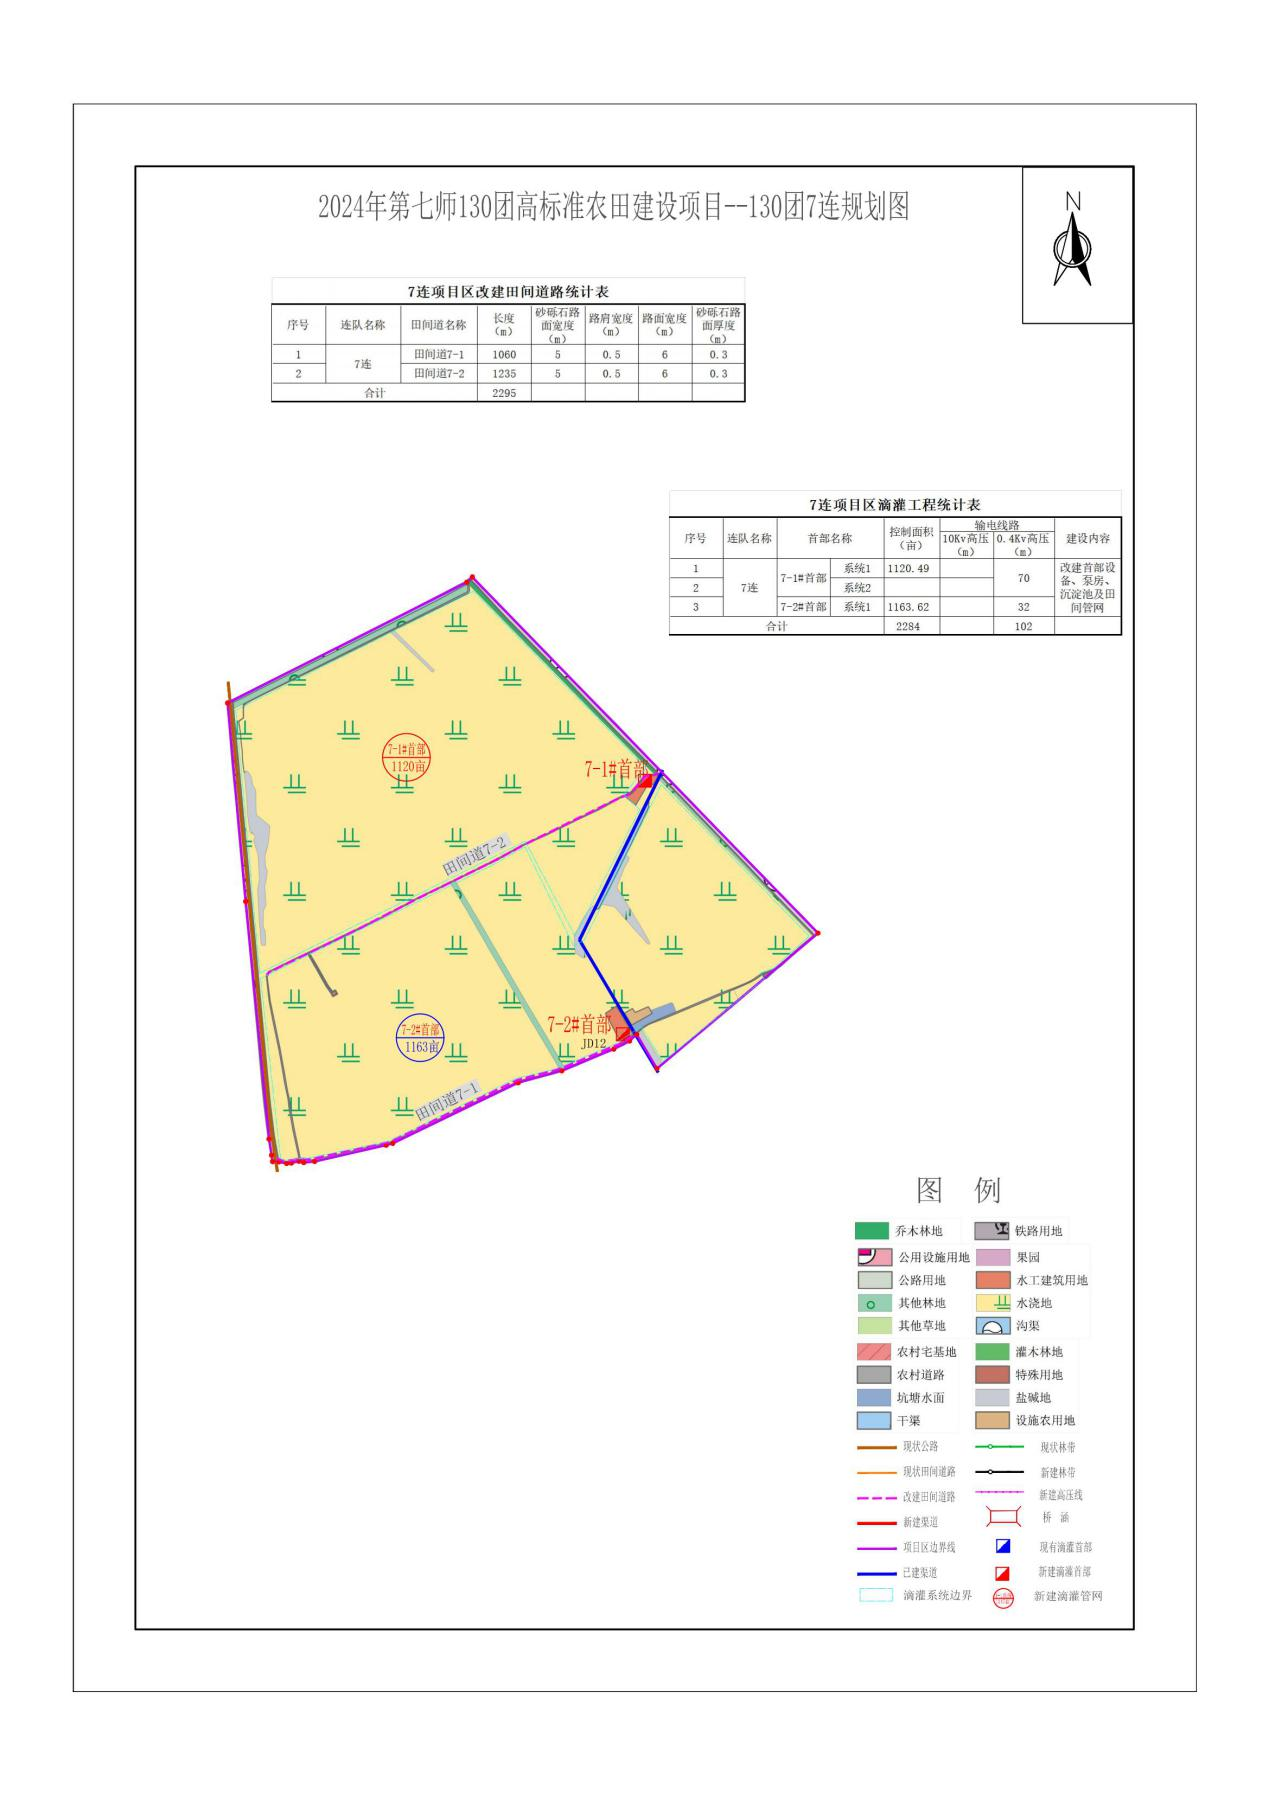 2024年第七师130团高标准农田建设项目--130团7连规划图
N
7连项目区改建田间道路统计表
序号 连队名称 田间道名称 长度（m） 砂砾石路面宽度（m） 路肩宽度（m） 路面宽度（m） 砂砾石路面厚度（m）
1 7连 田间道7-1 1060 5 0.5 6 0.3
2 田间道7-2 1235 5 0.5 6 0.3
合计 2295
7连项目区滴灌工程统计表
序号 连队名称 首部名称 控制面积（亩） 输电线路 建设内容
10Kv高压（m） 0.4Kv高压（m）
1 7连 7-1#首部 系统1 1120.49 70 改建首部设备、泵房、沉淀池及田间管网
2 系统2
3 7-2#首部 系统1 1163.62 32
合计 2284 102
7-1#首部
1120亩
7-1#首部
田间道7-2
7-2#首部
JD12
7-2#首部
1163亩
田间道7-1
图 例
乔木林地 铁路用地
公用设施用地 果园
公路用地 水工建筑用地
其他林地 水浇地
其他草地 沟渠
农村宅基地 灌木林地
农村道路 特殊用地
坑塘水面 盐碱地
干渠 设施农用地
现状公路 现状林带
现状田间道路 新建林带
改建田间道路 新建高压线
新建渠道 桥 涵
项目区边界线 现有滴灌首部
已建渠道 新建滴灌首部
滴灌系统边界 新建滴灌管网